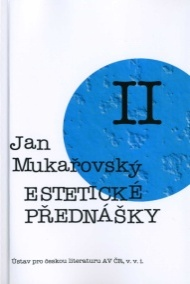 II
Jan
Mukařovský
ESTETICKÉ
PŘEDNÁŠKY
Ústav pro českou literaturu AV ČR, v. v. i.